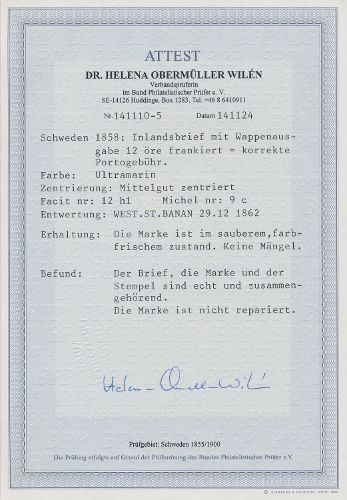 ATTEST
DR. HELENA OBERMÜLLER WILÉN
Verbandsprüferin
im Bund Philatelistischer Prüfer e. V.
SE-14126 Huddinge, Box 1283, Tel. +46 8 6410911
Nr. 141110-5 Datum 141124
Schweden 1858: Inlandsbrief mit Wappenaus-
gabe 12 öre frankiert = korrekte
Portogebühr.
Farbe: Ultramarin
Zentrierung: Mittelgut zentriert
Facit nr: 12 h1 Michel nr: 9 c
Entwertung: WEST.ST.BANAN 29.12 1862
Erhaltung: Die Marke ist im sauberem,farb-
frischem zustand. Keine Mängel.
Befund: Der Brief, die Marke und der
Stempel sind echt und zusammen-
gehörend.
Die Marke ist nicht repariert.
Prüfgebiet: Schweden 1855/1900
Die Prüfung erfolgte auf Grund der Prüfordnung des Bundes Philatelistischer Prüfer e.V.